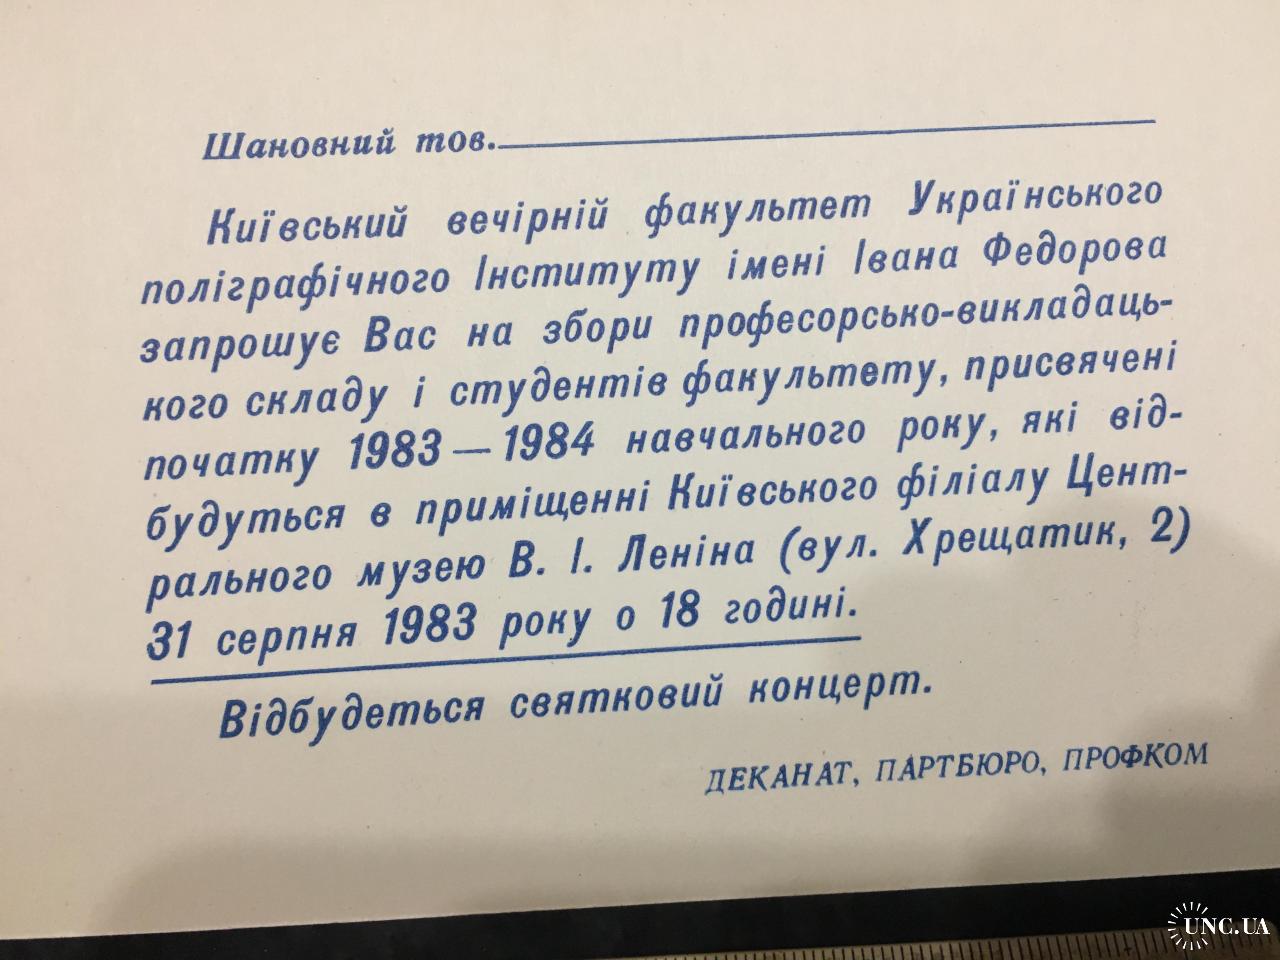 Шановний тов.
Київський вечірній факультет Українського
поліграфічного Інституту імені Івана Федорова
запрошує Вас на збори професорсько-викладаць-
кого складу і студентів факультету, присвячені
початку 1983 — 1984 навчального року, які від-
будуться в приміщенні Київського філіалу Цент-
рального музею В. І. Леніна (вул. Хрещатик, 2)
31 серпня 1983 року о 18 годині.
Відбудеться святковий концерт.
ДЕКАНАТ, ПАРТБЮРО, ПРОФКОМ
UNC.UA